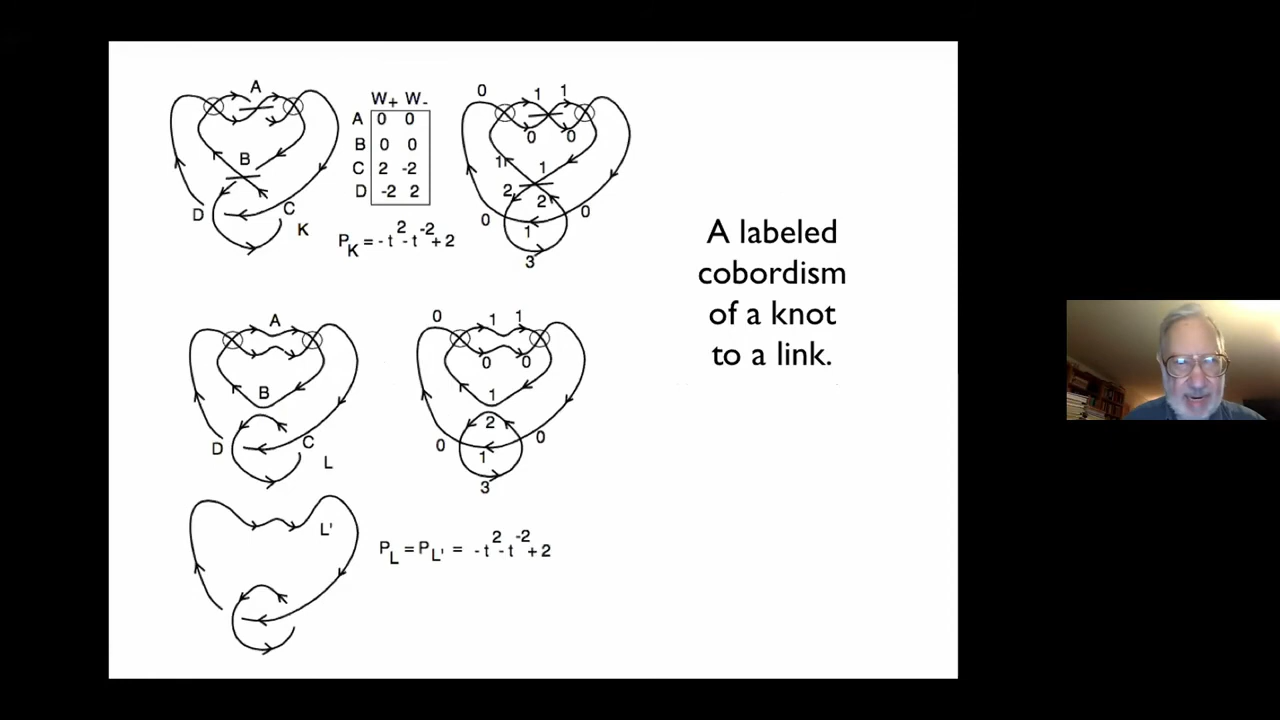 A
B
D
C
K
W+ W-
A 0 0
B 0 0
C 2 -2
D -2 2
P_K = - t^2 - t^-2 + 2
0 1 1
0 0
1 1
2 2
0 1 0
3
A labeled
cobordism
of a knot
to a link.
A
B
D C
L
0 1 1
0 0
1
2
0 1 0
3
L'
P_L = P_L' = - t^2 - t^-2 + 2